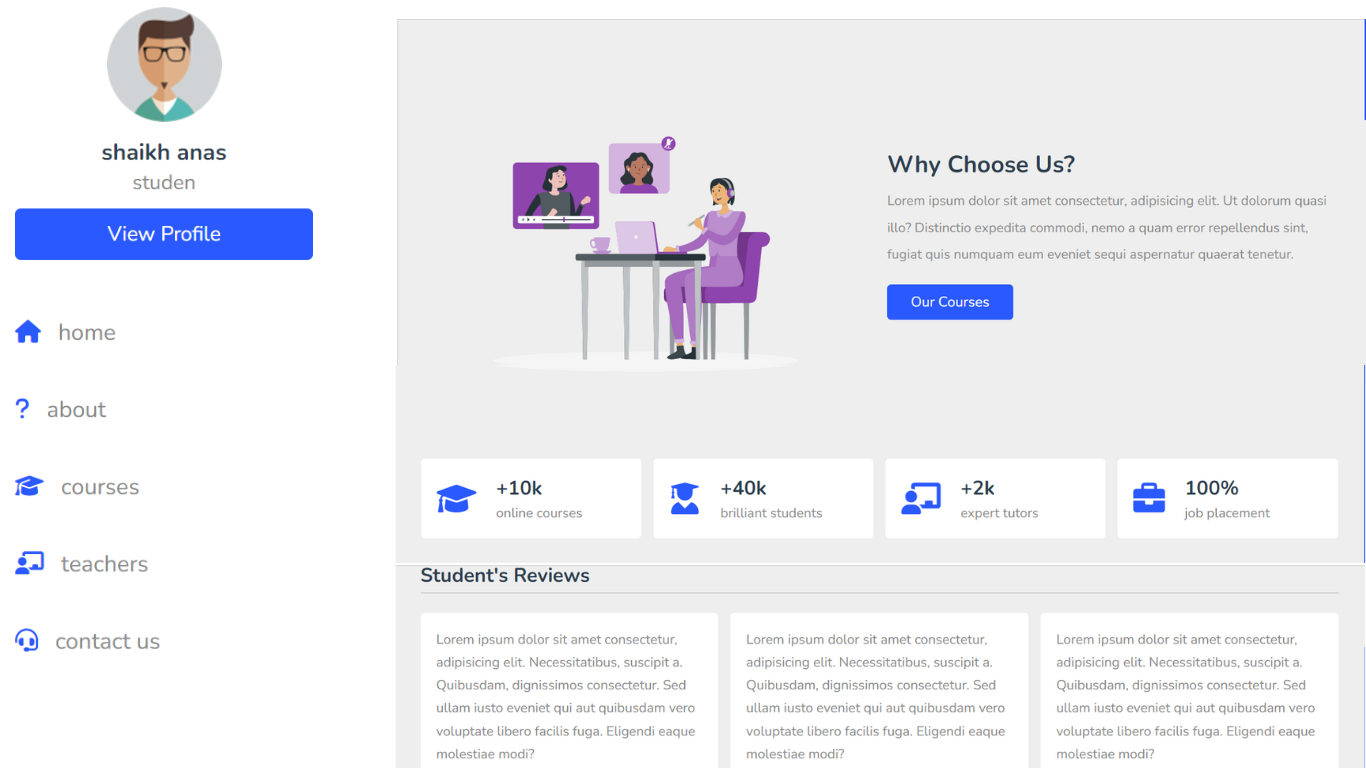 shaikh anas
studen
View Profile
home
? about
courses
teachers
contact us
Why Choose Us?
Lorem ipsum dolor sit amet consectetur, adipisicing elit. Ut dolorum quasi
illo? Distinctio expedita commodi, nemo a quam error repellendus sint,
fugiat quis numquam eum eveniet sequi aspernatur quaerat tenetur.
Our Courses
+10k
online courses
+40k
brilliant students
+2k
expert tutors
100%
job placement
Student's Reviews
Lorem ipsum dolor sit amet consectetur,
adipisicing elit. Necessitatibus, suscipit a.
Quibusdam, dignissimos consectetur. Sed
ullam iusto eveniet qui aut quibusdam vero
voluptate libero facilis fuga. Eligendi eaque
molestiae modi?
Lorem ipsum dolor sit amet consectetur,
adipisicing elit. Necessitatibus, suscipit a.
Quibusdam, dignissimos consectetur. Sed
ullam iusto eveniet qui aut quibusdam vero
voluptate libero facilis fuga. Eligendi eaque
molestiae modi?
Lorem ipsum dolor sit amet consectetur,
adipisicing elit. Necessitatibus, suscipit a.
Quibusdam, dignissimos consectetur. Sed
ullam iusto eveniet qui aut quibusdam vero
voluptate libero facilis fuga. Eligendi eaque
molestiae modi?